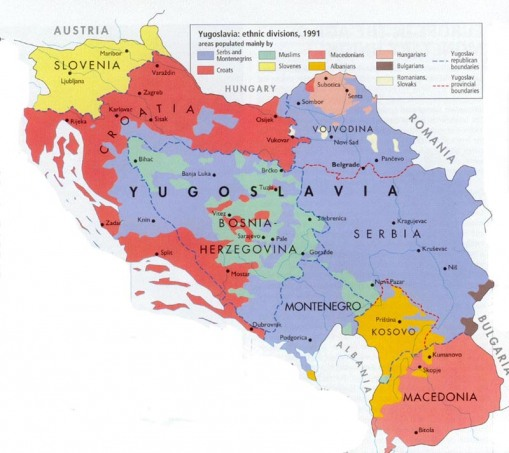 AUSTRIA
Yugoslavia: ethnic divisions, 1991
areas populated mainly by
Serbs and Montenegrins
Muslims
Macedonians
Hungarians
Yugoslav republican boundaries
Croats
Slovenes
Albanians
Bulgarians
Romanians, Slovaks
Yugoslav provincial boundaries
Maribor
SLOVENIA
Ljubljana
Varaždin
Zagreb
HUNGARY
Subotica
Senta
Sombor
CROATIA
Karlovac
Sisak
Rijeka
Osijek
Vukovar
VOJVODINA
Novi Sad
ROMANIA
Bihać
Banja Luka
Brčko
Belgrade
Pančevo
Tuzla
YUGOSLAVIA
Zadar
Knin
Vitez
BOSNIA-
HERZEGOVINA
Srebrenica
Sarajevo
Pale
Goražde
Kragujevac
SERBIA
Kruševac
Niš
Split
Mostar
Novi Pazar
MONTENEGRO
Dubrovnik
Podgorica
Priština
KOSOVO
BULGARIA
ALBANIA
Kumanovo
Skopje
MACEDONIA
Bitola